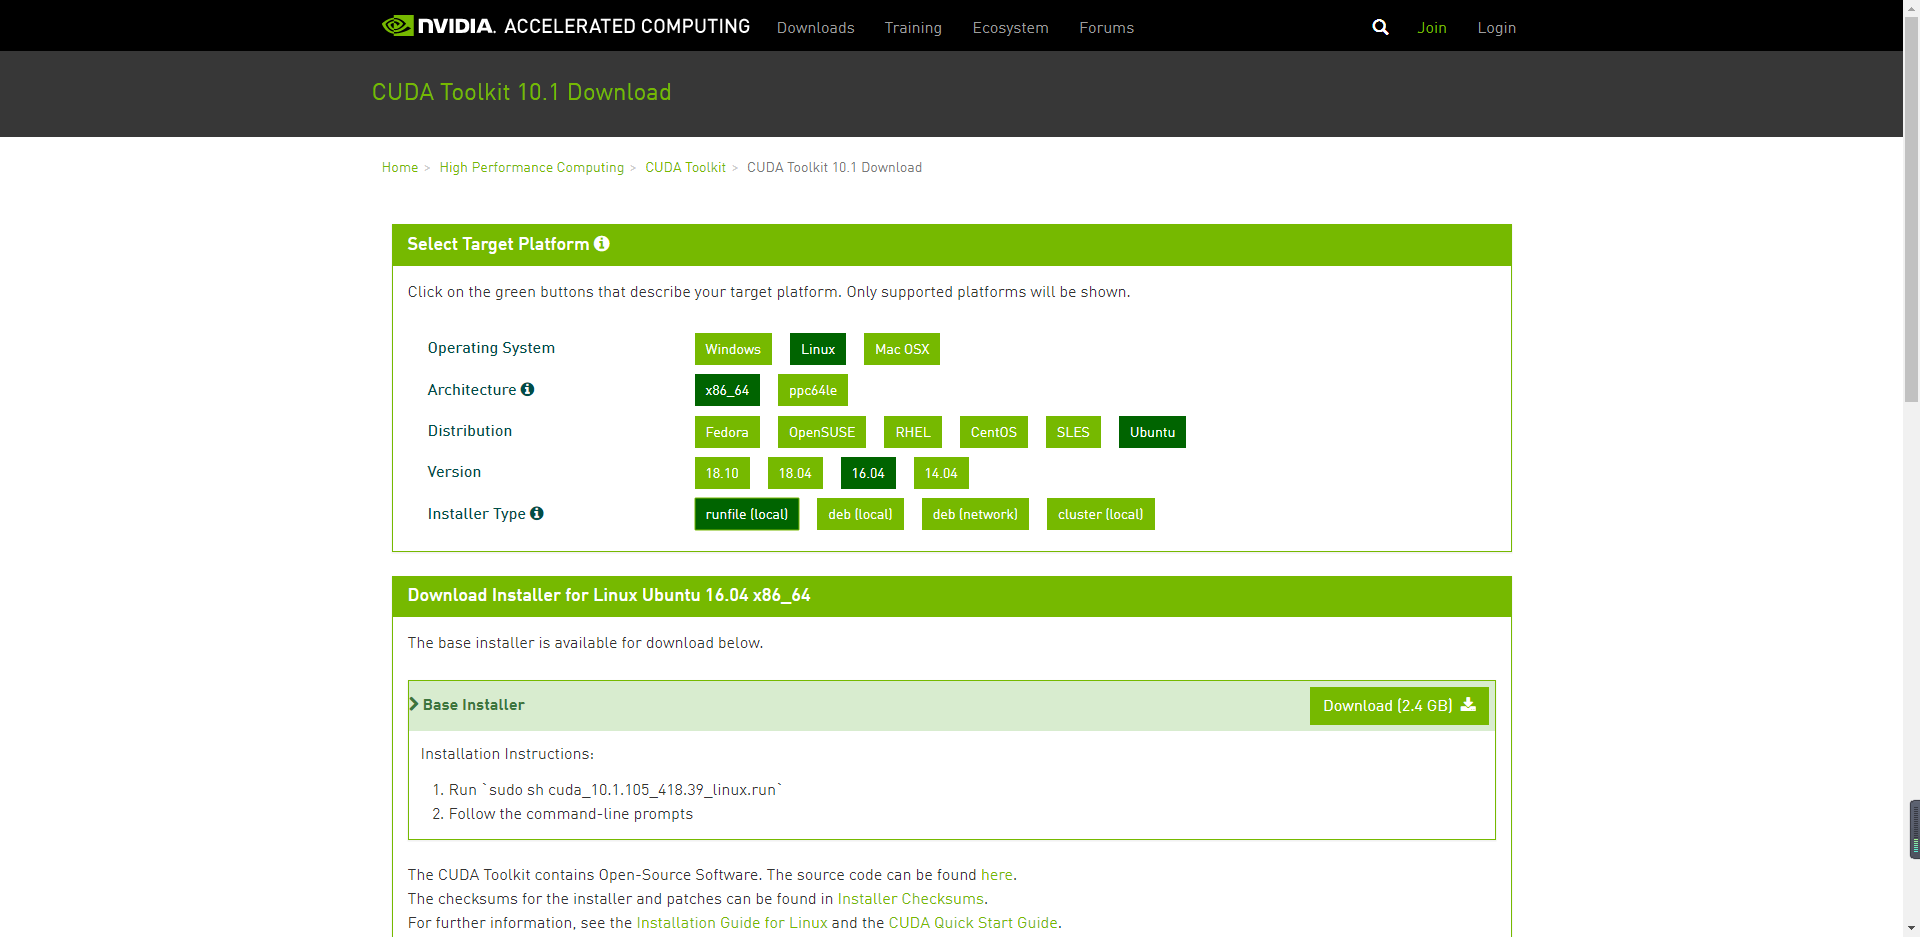 NVIDIA. ACCELERATED COMPUTING Downloads Training Ecosystem Forums Join Login
CUDA Toolkit 10.1 Download
Home > High Performance Computing > CUDA Toolkit > CUDA Toolkit 10.1 Download
Select Target Platform
Click on the green buttons that describe your target platform. Only supported platforms will be shown.
Operating System Windows Linux Mac OSX
Architecture x86_64 ppc64le
Distribution Fedora OpenSUSE RHEL CentOS SLES Ubuntu
Version 18.10 18.04 16.04 14.04
Installer Type runfile (local) deb (local) deb (network) cluster (local)
Download Installer for Linux Ubuntu 16.04 x86_64
The base installer is available for download below.
Base Installer Download (2.4 GB)
Installation Instructions:
1. Run `sudo sh cuda_10.1.105_418.39_linux.run`
2. Follow the command-line prompts
The CUDA Toolkit contains Open-Source Software. The source code can be found here.
The checksums for the installer and patches can be found in Installer Checksums.
For further information, see the Installation Guide for Linux and the CUDA Quick Start Guide.